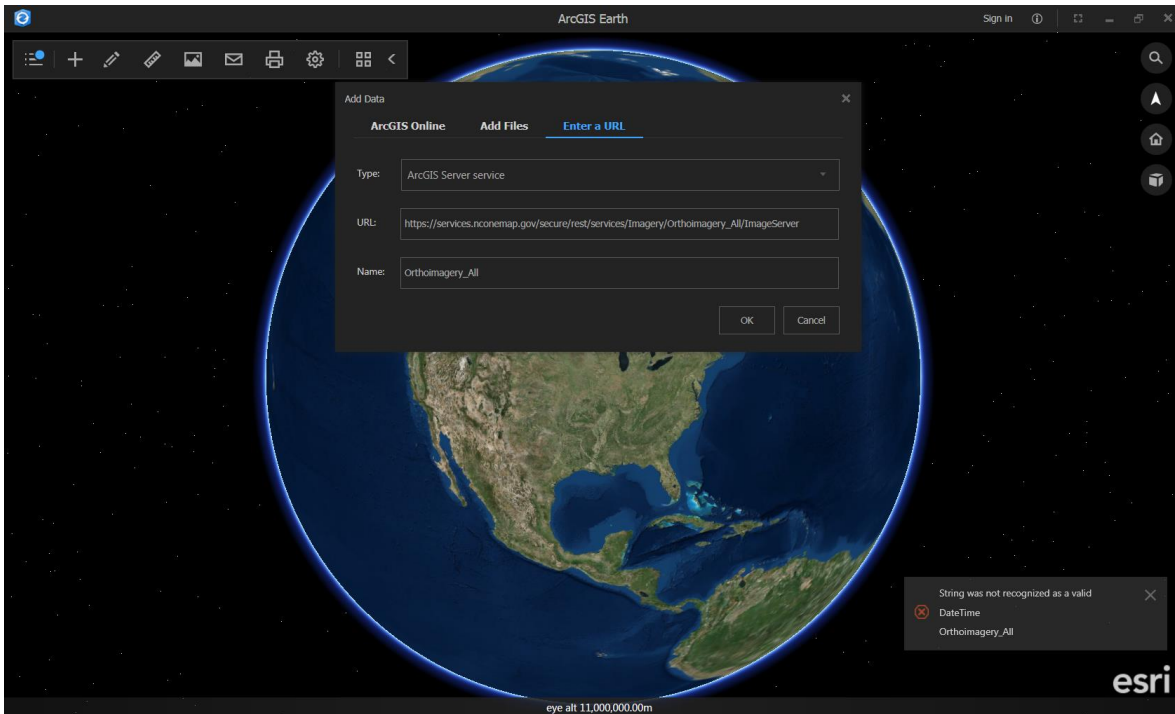 ArcGIS Earth
Sign in
Add Data
ArcGIS Online Add Files Enter a URL
Type: ArcGIS Server service
URL: https://services.nconemap.gov/secure/rest/services/Imagery/Orthoimagery_All/ImageServer
Name: Orthoimagery_All
OK Cancel
String was not recognized as a valid
DateTime
Orthoimagery_All
esri
eye alt 11,000,000.00m